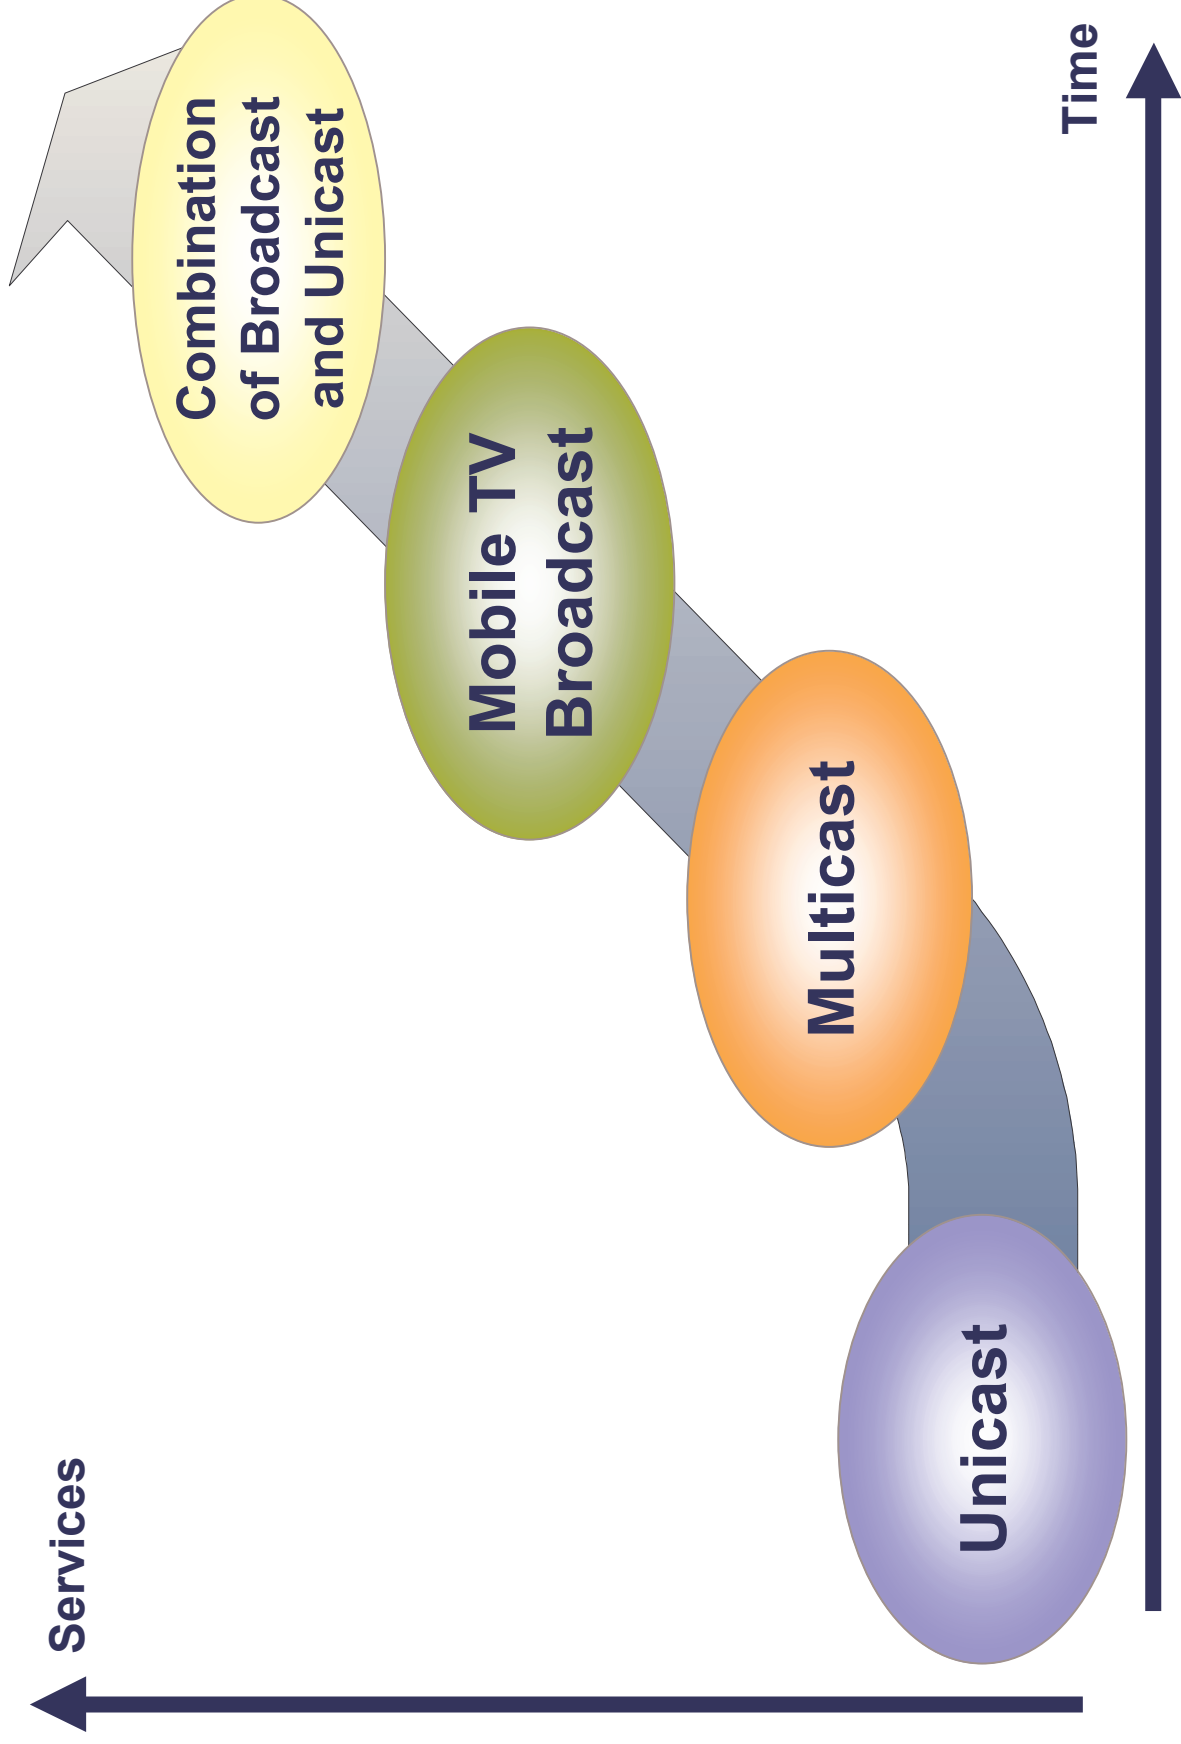 Services
Combination
of Broadcast
and Unicast
Mobile TV
Broadcast
Multicast
Unicast
Time